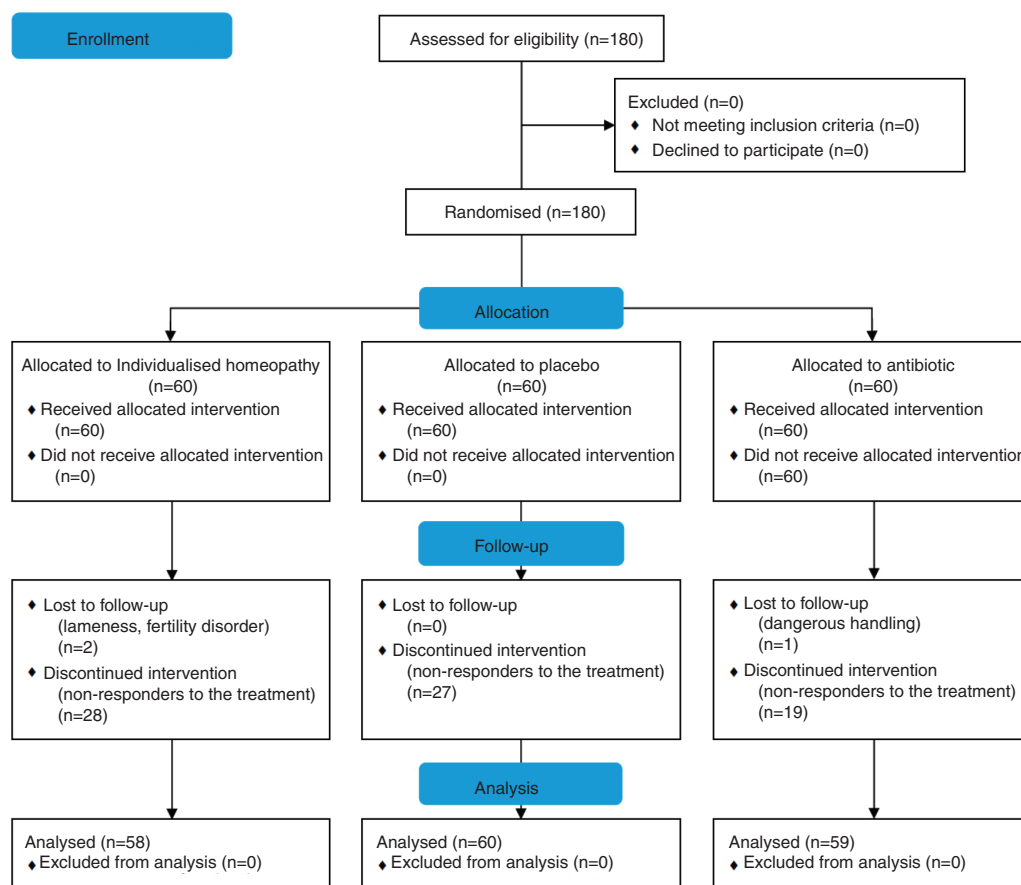 Enrollment
Assessed for eligibility (n=180)
Excluded (n=0)
♦ Not meeting inclusion criteria (n=0)
♦ Declined to participate (n=0)
Randomised (n=180)
Allocation
Allocated to Individualised homeopathy
(n=60)
♦ Received allocated intervention
(n=60)
♦ Did not receive allocated intervention
(n=0)
Allocated to placebo
(n=60)
♦ Received allocated intervention
(n=60)
♦ Did not receive allocated intervention
(n=0)
Allocated to antibiotic
(n=60)
♦ Received allocated intervention
(n=60)
♦ Did not receive allocated intervention
(n=60)
Follow-up
♦ Lost to follow-up
(lameness, fertility disorder)
(n=2)
♦ Discontinued intervention
(non-responders to the treatment)
(n=28)
♦ Lost to follow-up
(n=0)
♦ Discontinued intervention
(non-responders to the treatment)
(n=27)
♦ Lost to follow-up
(dangerous handling)
(n=1)
♦ Discontinued intervention
(non-responders to the treatment)
(n=19)
Analysis
Analysed (n=58)
♦ Excluded from analysis (n=0)
Analysed (n=60)
♦ Excluded from analysis (n=0)
Analysed (n=59)
♦ Excluded from analysis (n=0)